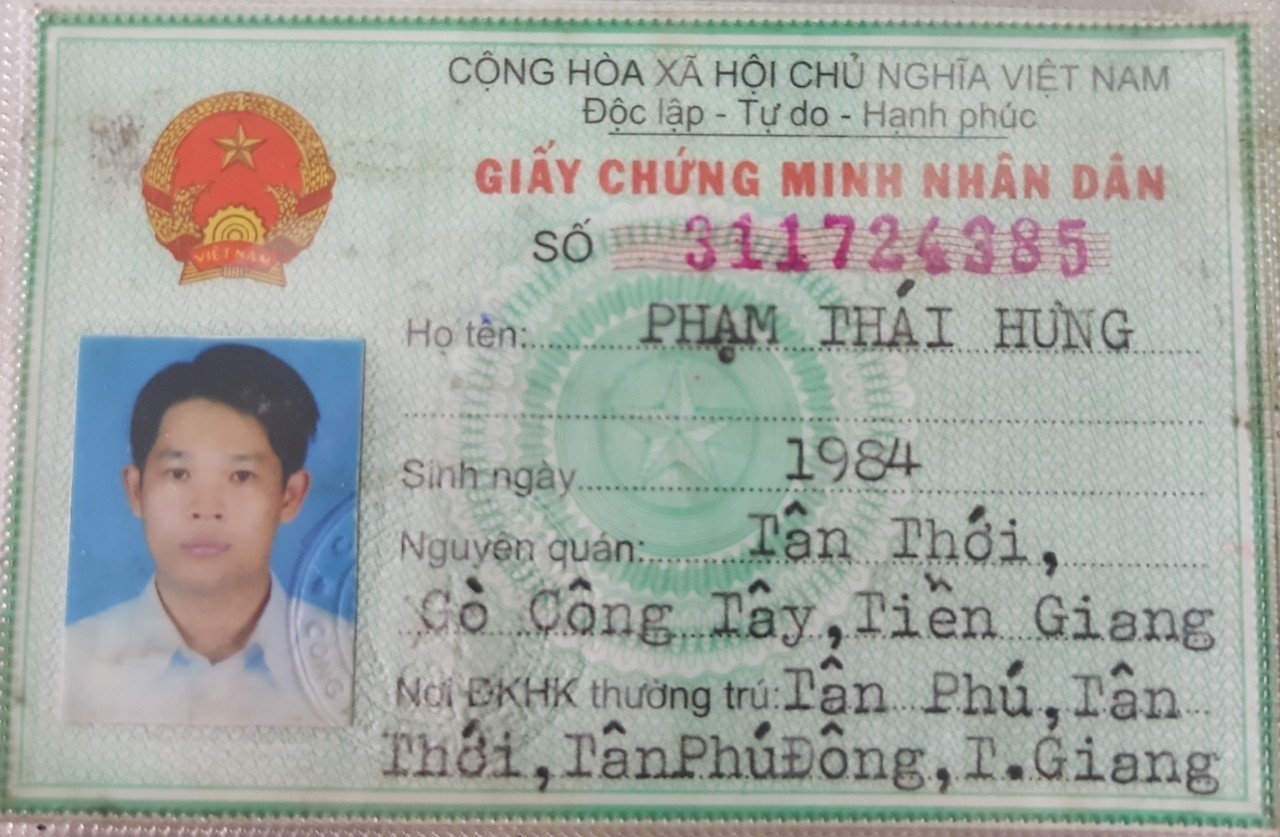 CỘNG HÒA XÃ HỘI CHỦ NGHĨA VIỆT NAM
Độc lập - Tự do - Hạnh phúc
GIẤY CHỨNG MINH NHÂN DÂN
VIỆT NAM
SỐ 311724385
Họ tên: PHẠM THÁI HƯNG
Sinh ngày 1984
Nguyên quán: Tân Thới,
Gò Công Tây, Tiền Giang
Nơi ĐKHK thường trú: Tân Phú, Tân
Thới, TânPhúĐông, T.Giang
CÔNG